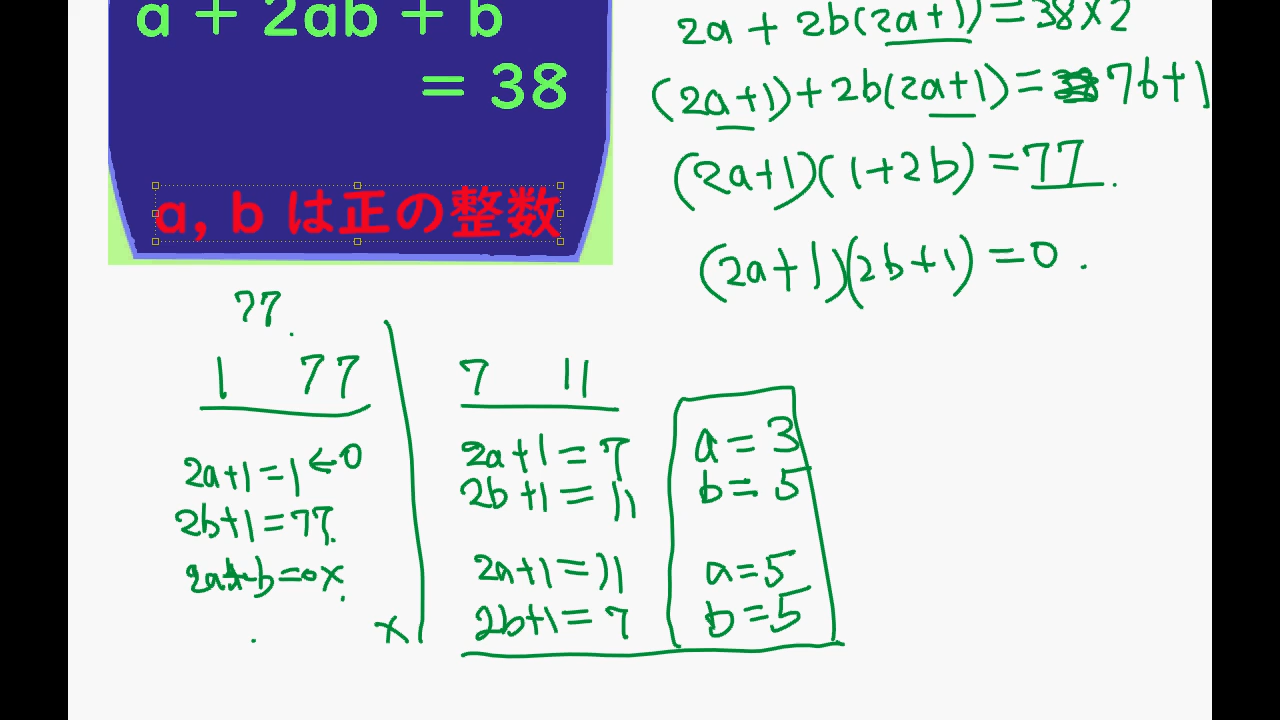 a + 2ab + b
= 38
a, b は正の整数
2a + 2b(2a+1) = 38×2
(2a+1) + 2b(2a+1) = 76+1
(2a+1)(1+2b) = 77.
(2a+1)(2b+1) = 0.
77.
1 77
2a+1=1←0
2b+1=77.
×
7 11
2a+1=7
2b+1=11
2a+1=11
2b+1=7
a=3
b=5
a=5
b=5